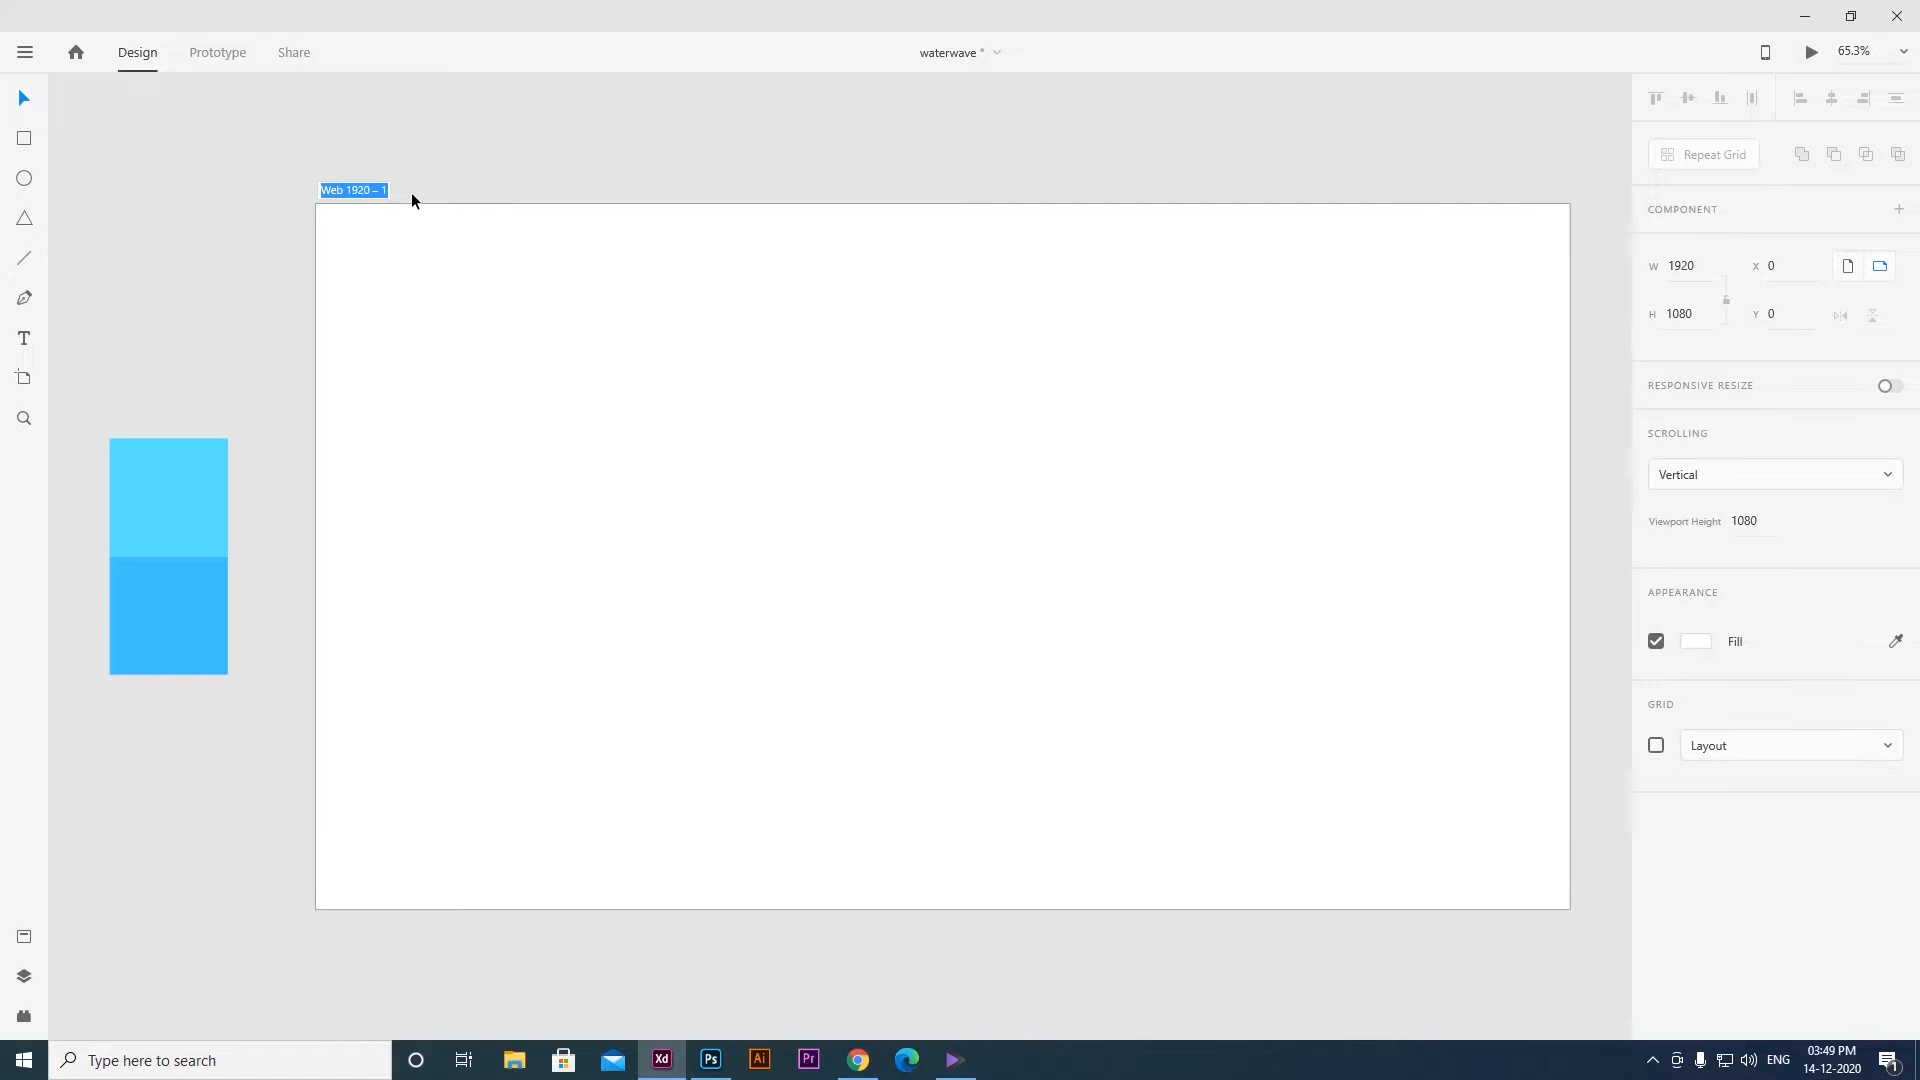 Design
Prototype
Share
waterwave *
65.3%
Repeat Grid
Web 1920 – 1
COMPONENT
W 1920
X 0
H 1080
Y 0
RESPONSIVE RESIZE
SCROLLING
Vertical
Viewport Height 1080
APPEARANCE
Fill
GRID
Layout
Type here to search
Xd
Ps
Ai
Pr
ENG
03:49 PM
14-12-2020
1